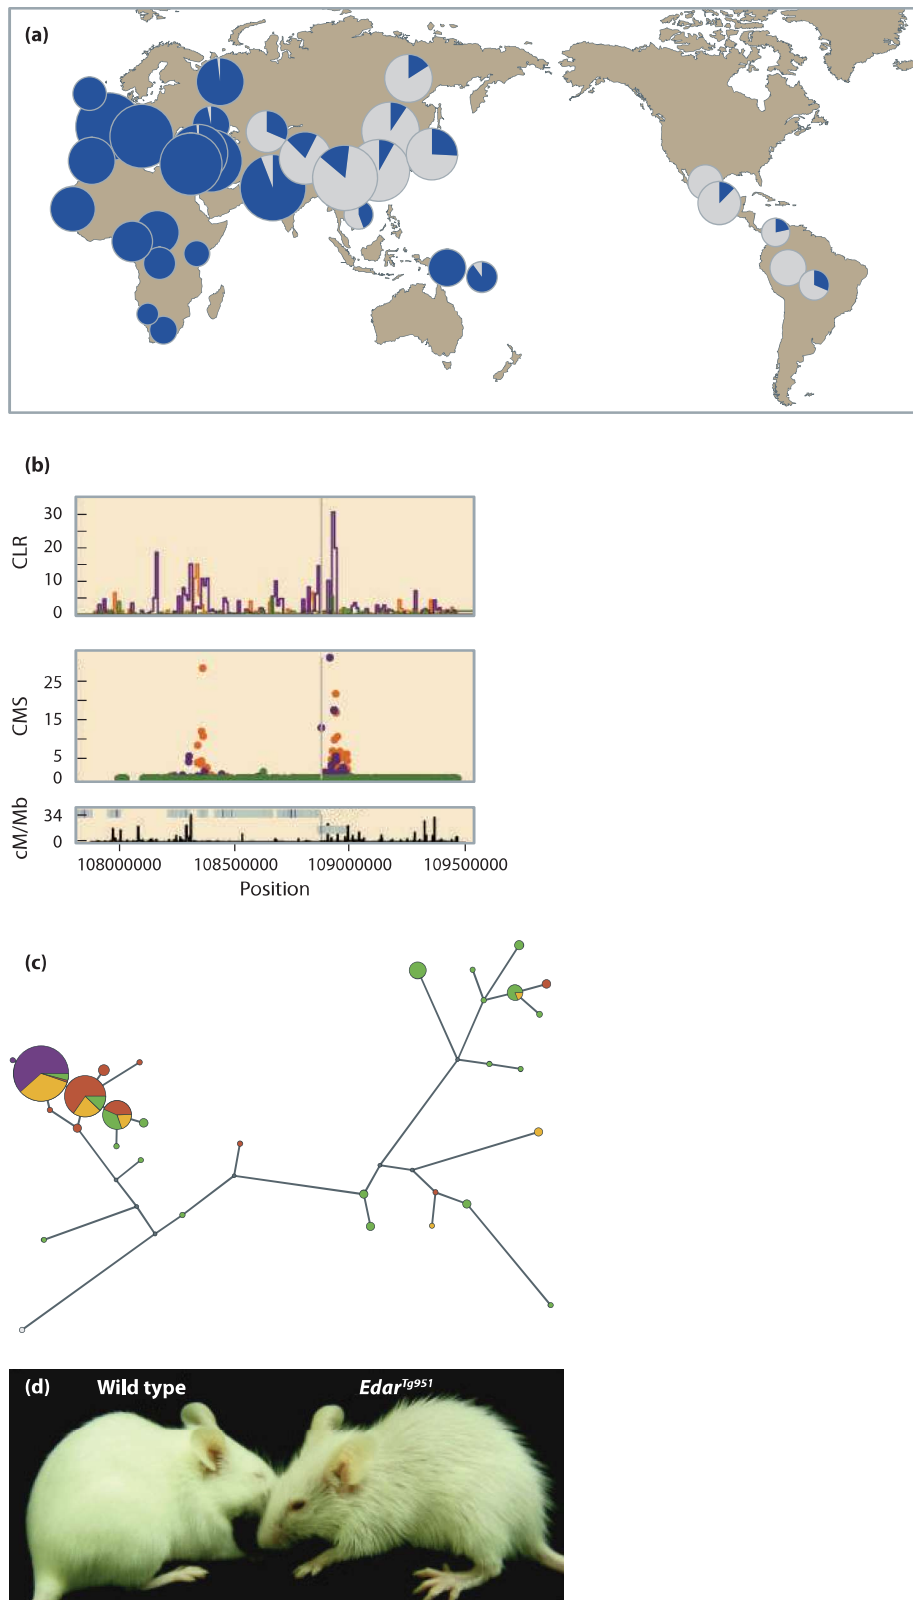 (a)
(b)
CLR
30
20
10
0
CMS
25
15
5
0
cM/Mb
34
0
108000000 108500000 109000000 109500000
Position
(c)
(d) Wild type Edar^Tg951